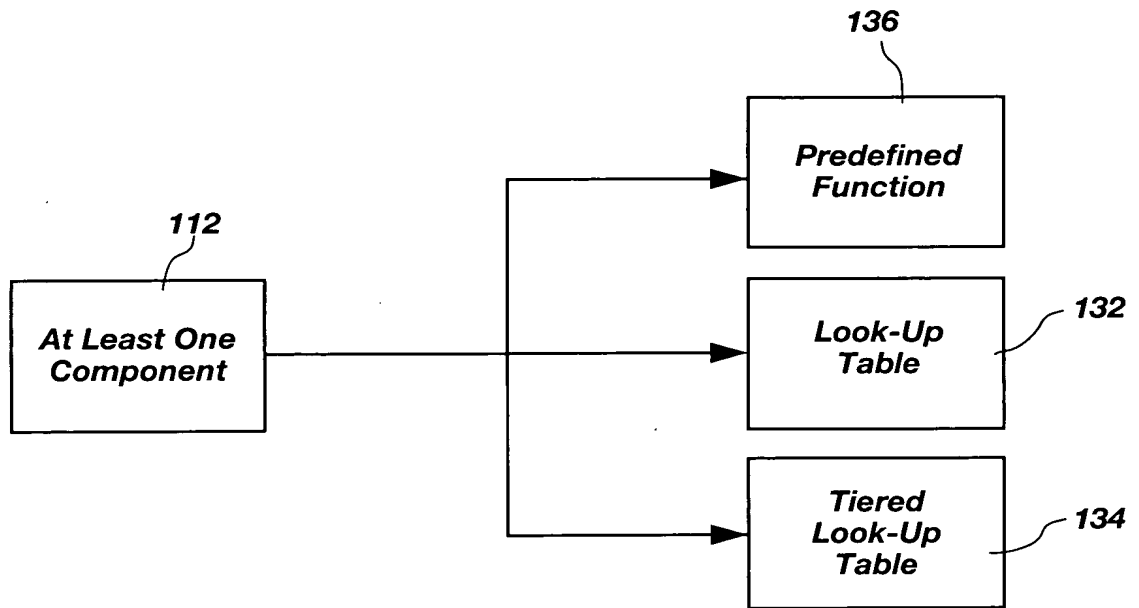 136
Predefined
Function
112
At Least One
Component
132
Look-Up
Table
Tiered
Look-Up
Table
134